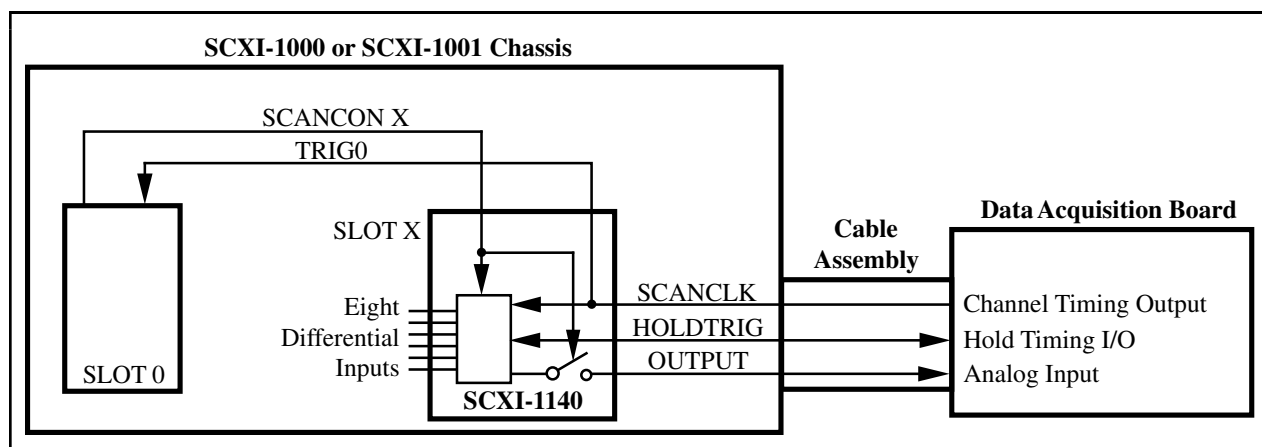 SCXI-1000 or SCXI-1001 Chassis
SCANCON X
TRIG0
SLOT 0
SLOT X
Eight
Differential
Inputs
SCXI-1140
Cable
Assembly
SCANCLK
HOLDTRIG
OUTPUT
Data Acquisition Board
Channel Timing Output
Hold Timing I/O
Analog Input